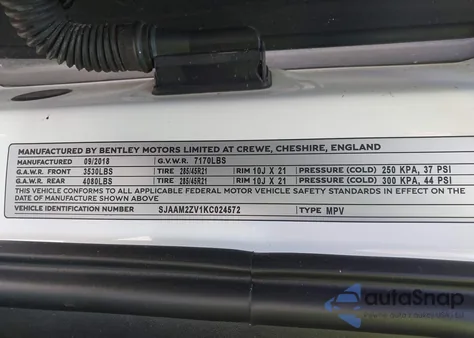 MANUFACTURED BY BENTLEY MOTORS LIMITED AT CREWE, CHESHIRE, ENGLAND
MANUFACTURED 09/2018 G.V.W.R. 7170LBS
G.A.W.R. FRONT 3530LBS TIRE 285/45R21 RIM 10J X 21 PRESSURE (COLD) 250 KPA, 37 PSI
G.A.W.R. REAR 4080LBS TIRE 285/45R21 RIM 10J X 21 PRESSURE (COLD) 300 KPA, 44 PSI
THIS VEHICLE CONFORMS TO ALL APPLICABLE FEDERAL MOTOR VEHICLE SAFETY STANDARDS IN EFFECT ON THE
DATE OF MANUFACTURE SHOWN ABOVE
VEHICLE IDENTIFICATION NUMBER SJAAM2ZV1KC024572 TYPE MPV
autoSnap